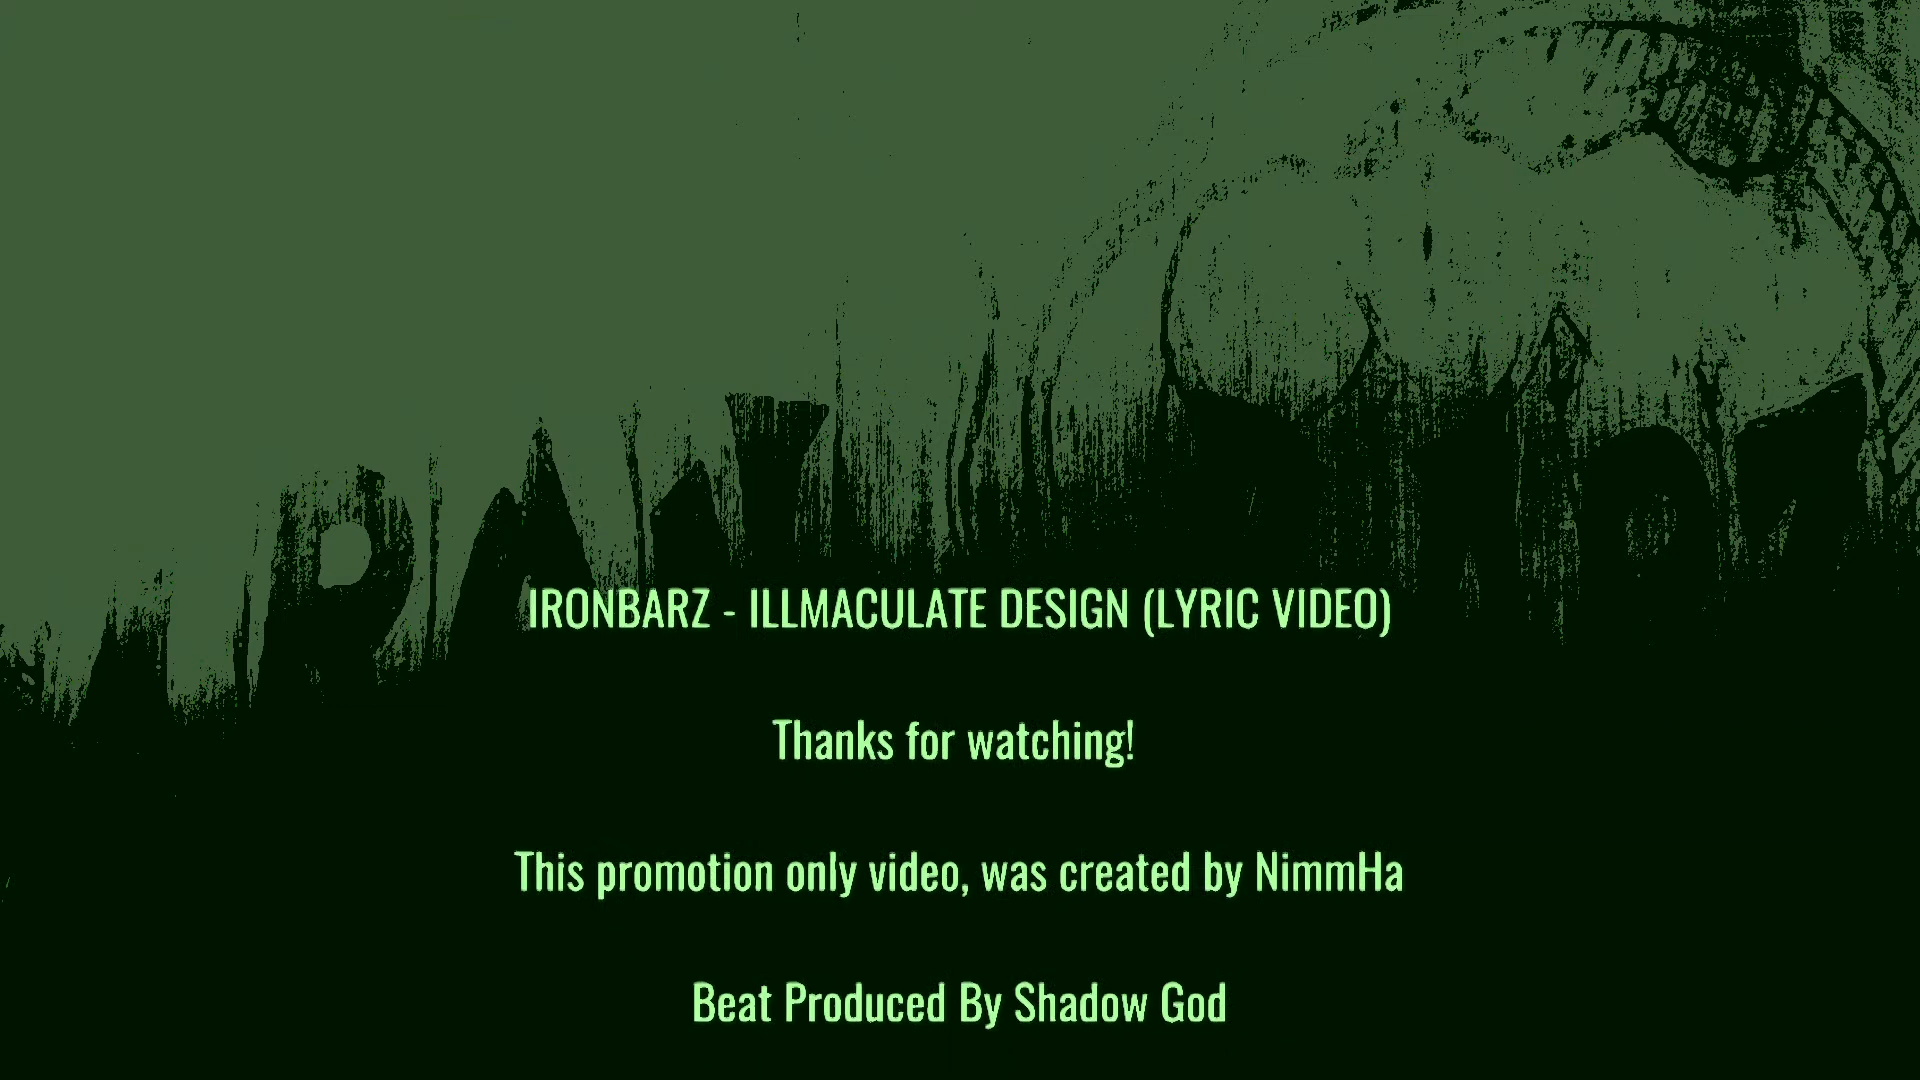 IRONBARZ - ILLMACULATE DESIGN (LYRIC VIDEO)
Thanks for watching!
This promotion only video, was created by NimmHa
Beat Produced By Shadow God